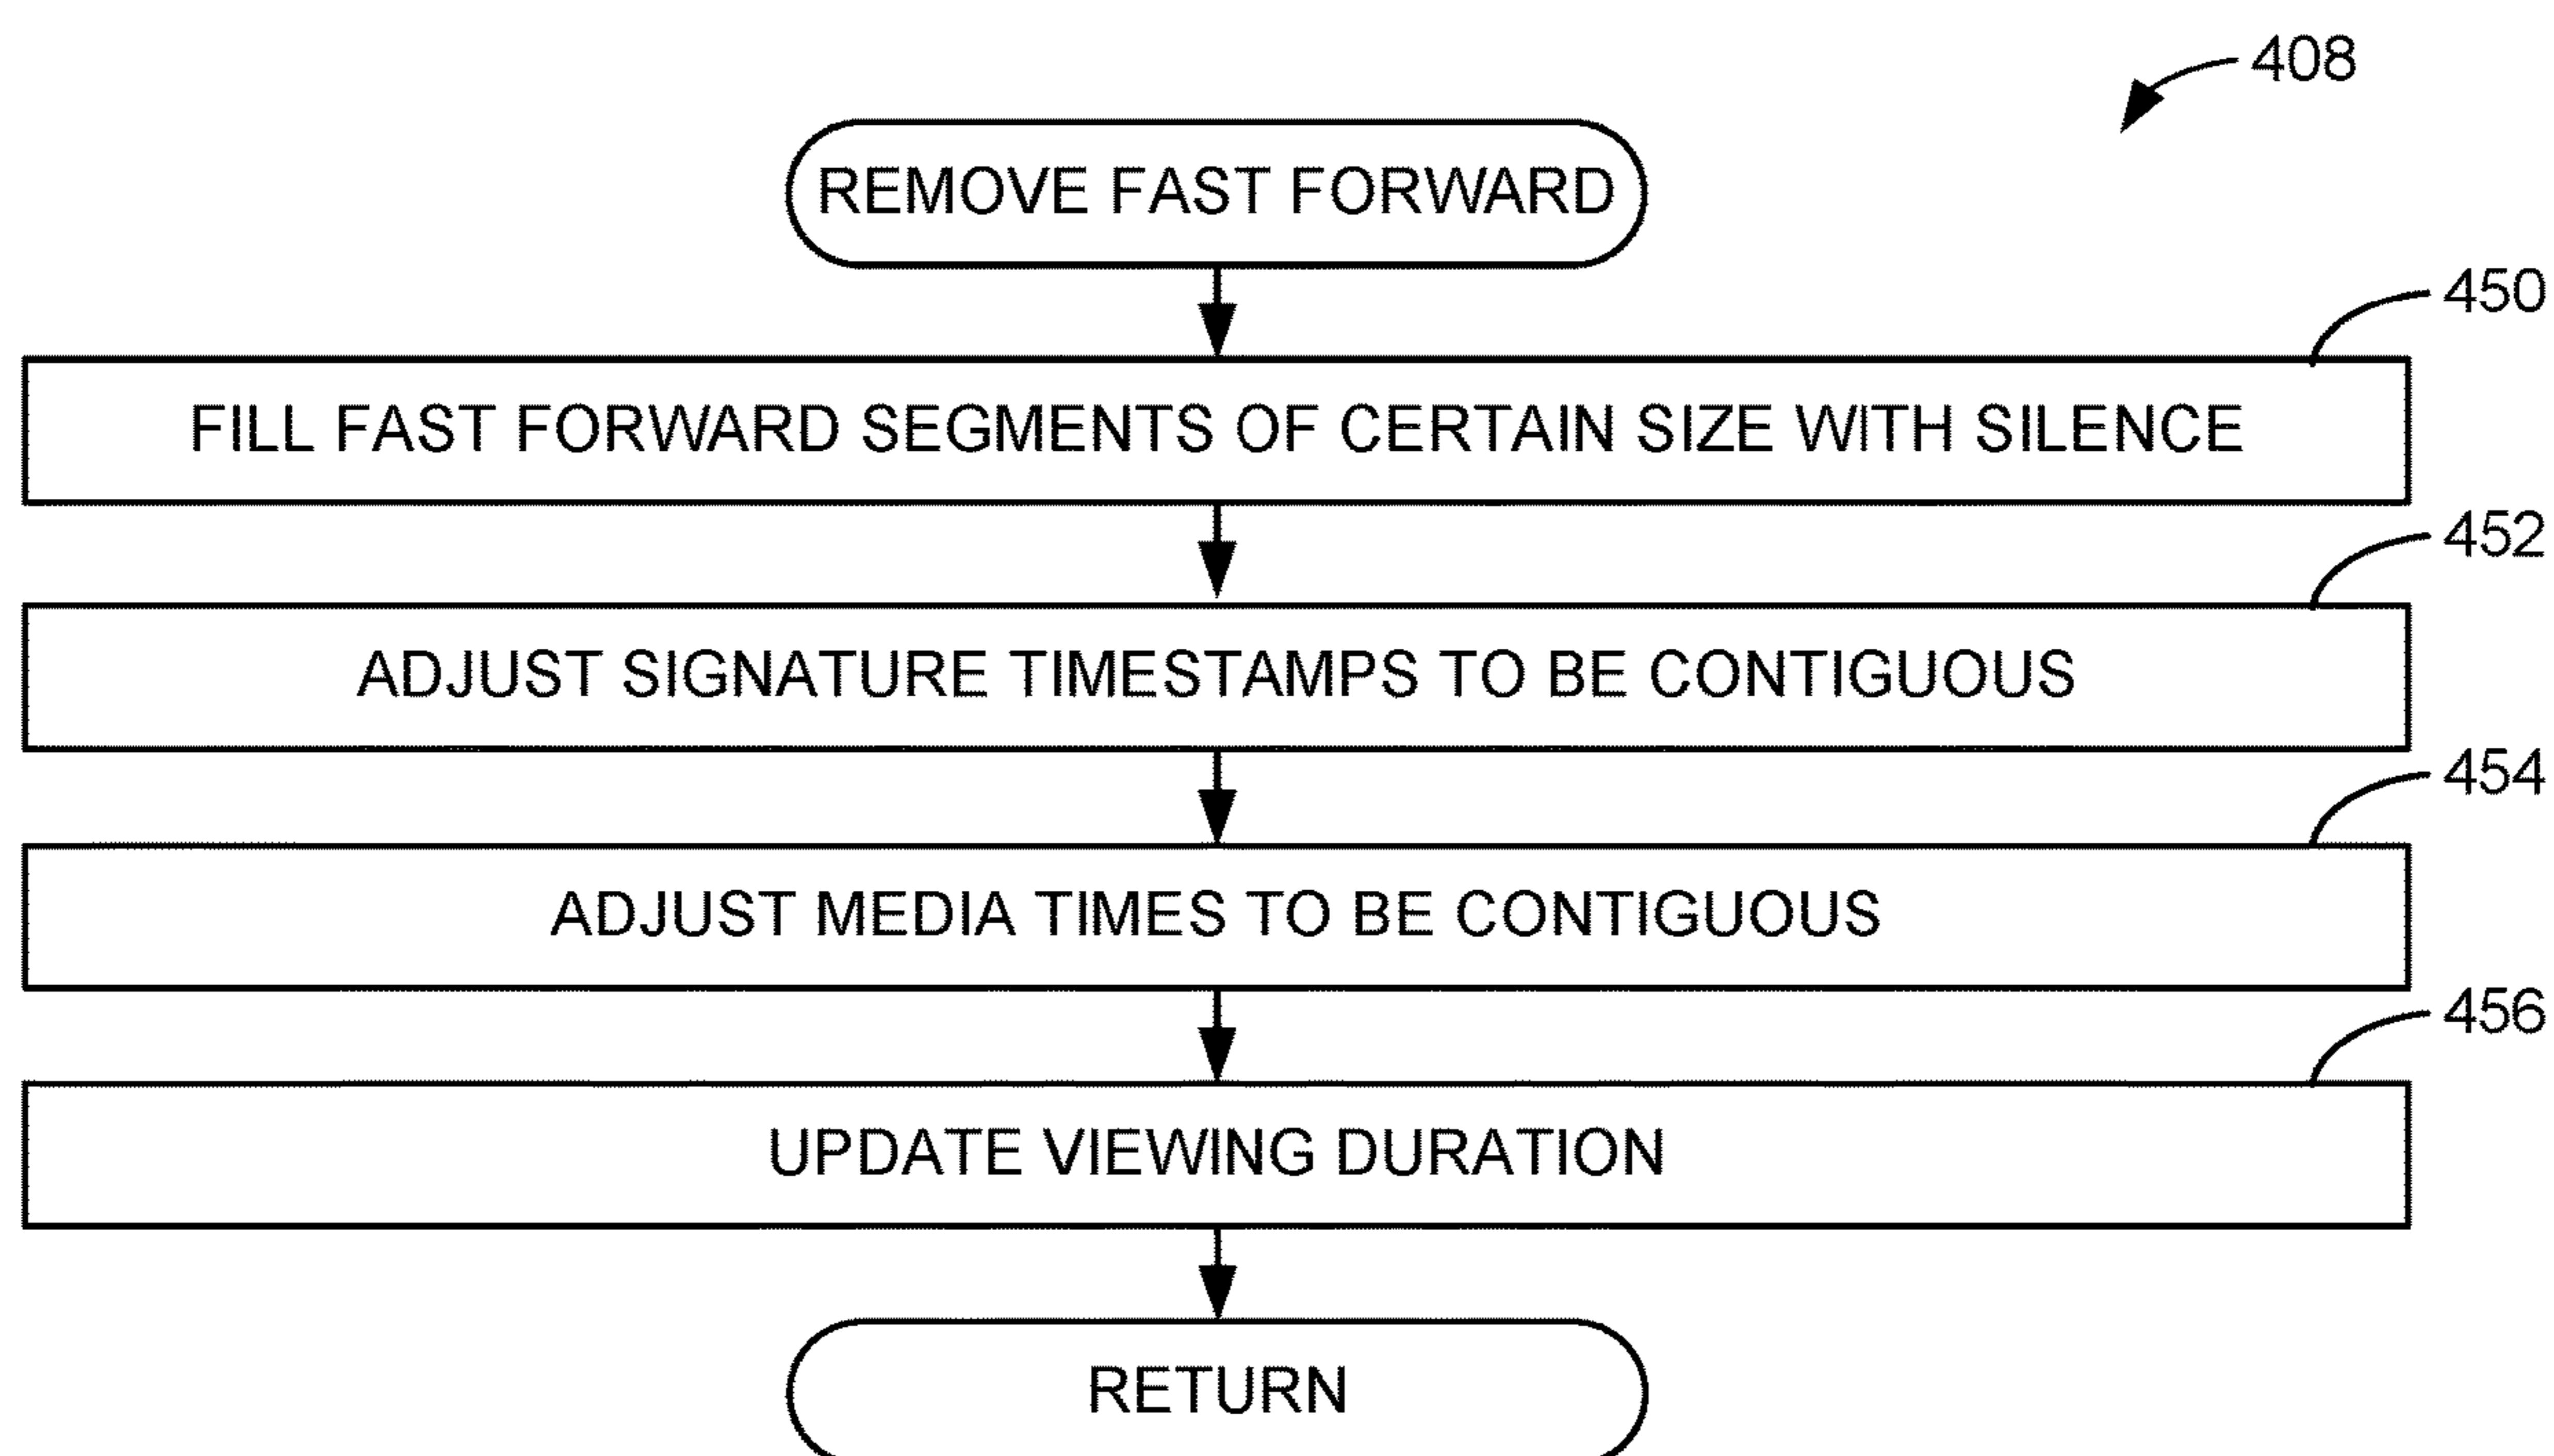 408
REMOVE FAST FORWARD
450
FILL FAST FORWARD SEGMENTS OF CERTAIN SIZE WITH SILENCE
452
ADJUST SIGNATURE TIMESTAMPS TO BE CONTIGUOUS
454
ADJUST MEDIA TIMES TO BE CONTIGUOUS
456
UPDATE VIEWING DURATION
RETURN